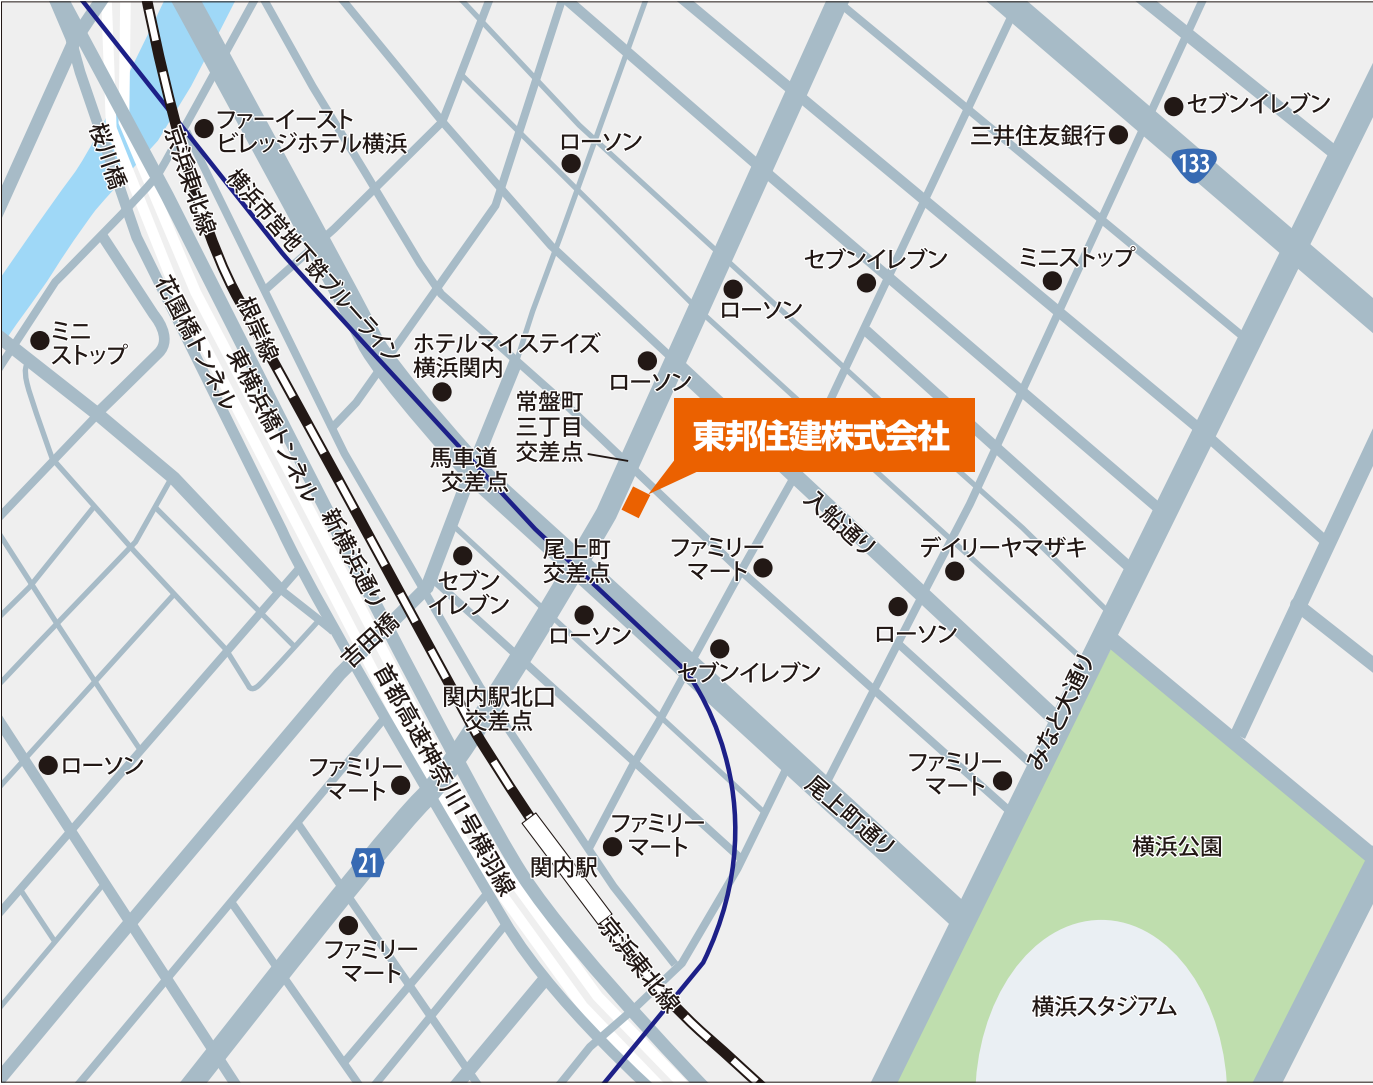 セブンイレブン
三井住友銀行
133
ファーイースト
ビレッジホテル横浜
ローソン
桜川橋
京浜東北線
横浜市営地下鉄ブルーライン
セブンイレブン
ミニストップ
ローソン
花園橋トンネル
根岸線
東横浜橋トンネル
ミニ
ストップ
ホテルマイステイズ
横浜関内
ローソン
常盤町
三丁目
交差点
東邦住建株式会社
馬車道
交差点
入船通り
新横浜通り
尾上町
交差点
ファミリー
マート
デイリーヤマザキ
セブン
イレブン
ローソン
ローソン
吉田橋
セブンイレブン
みなと大通り
首都高速神奈川1号横羽線
関内駅北口
交差点
ローソン
ファミリー
マート
ファミリー
マート
尾上町通り
ファミリー
マート
横浜公園
21
関内駅
ファミリー
マート
京浜東北線
横浜スタジアム